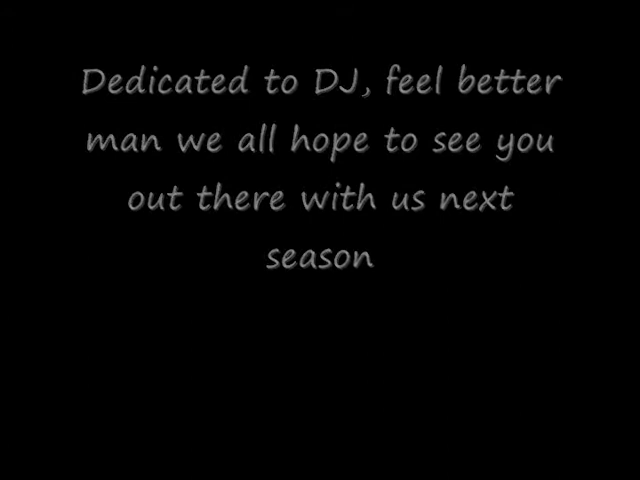 Dedicated to DJ, feel better
man we all hope to see you
out there with us next
season